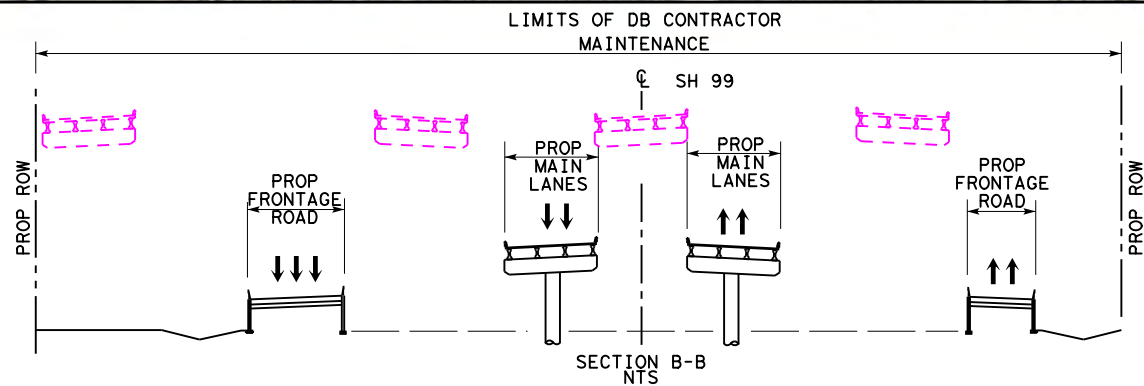 LIMITS OF DB CONTRACTOR
MAINTENANCE
℄ SH 99
PROP
MAIN
LANES
PROP
MAIN
LANES
PROP
FRONTAGE
ROAD
PROP
FRONTAGE
ROAD
PROP ROW
PROP ROW
SECTION B-B
NTS